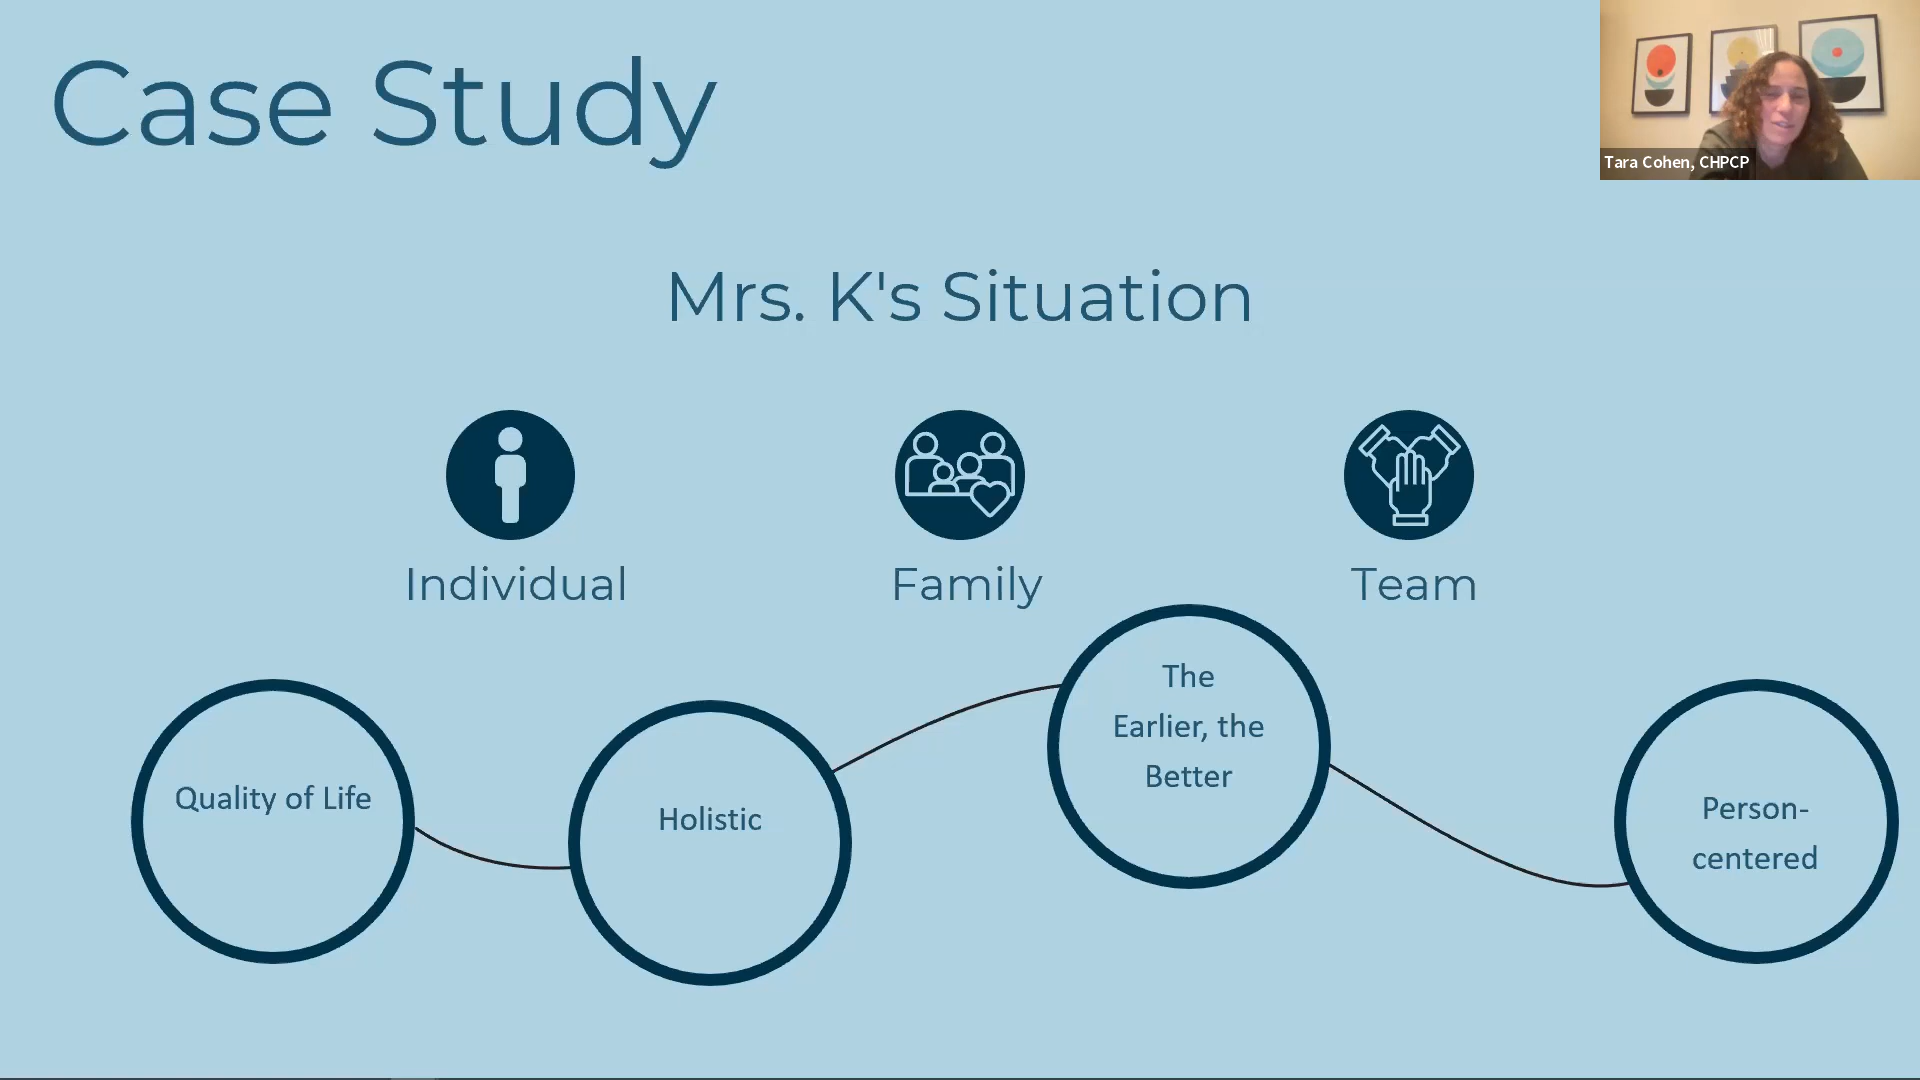 Case Study
Tara Cohen, CHPCP
Mrs. K's Situation
Individual
Family
Team
Quality of Life
Holistic
The
Earlier, the
Better
Person-
centered